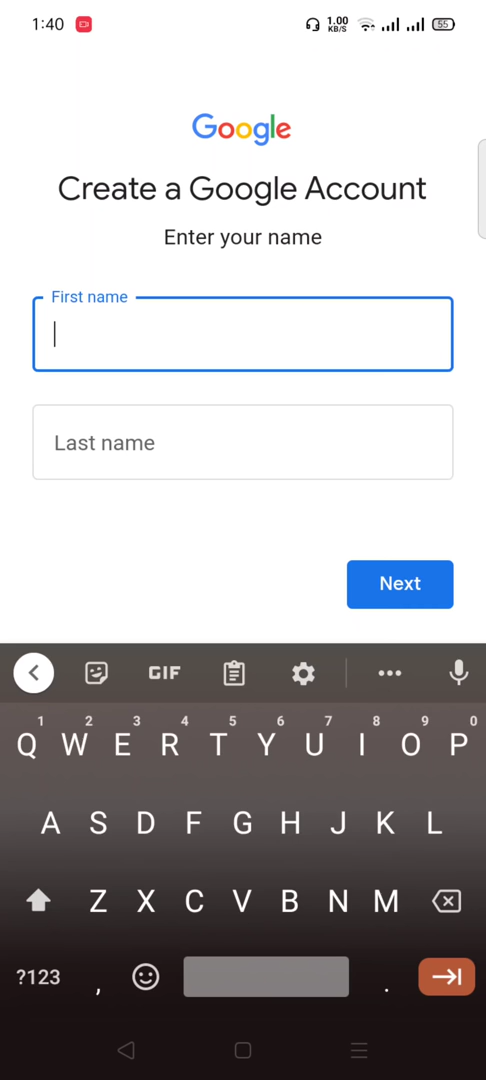 1:40 1.00 KB/S 55
Google
Create a Google Account
Enter your name
First name
Last name
Next
GIF
1 2 3 4 5 6 7 8 9 0
Q W E R T Y U I O P
A S D F G H J K L
Z X C V B N M
?123 , .